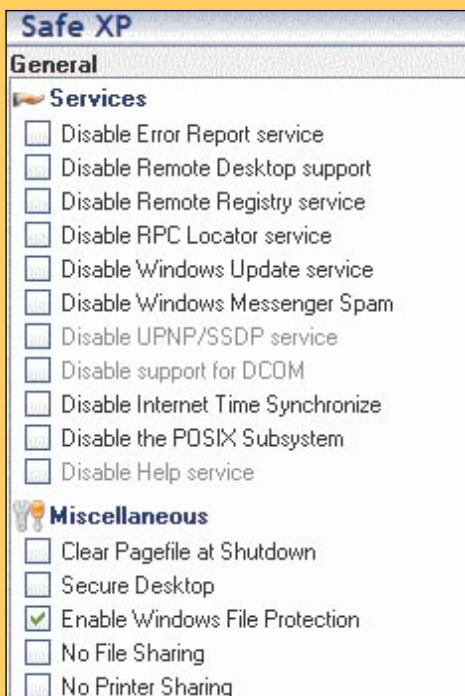 Safe XP
General
Services
Disable Error Report service
Disable Remote Desktop support
Disable Remote Registry service
Disable RPC Locator service
Disable Windows Update service
Disable Windows Messenger Spam
Disable UPNP/SSDP service
Disable support for DCOM
Disable Internet Time Synchronize
Disable the POSIX Subsystem
Disable Help service
Miscellaneous
Clear Pagefile at Shutdown
Secure Desktop
Enable Windows File Protection
No File Sharing
No Printer Sharing